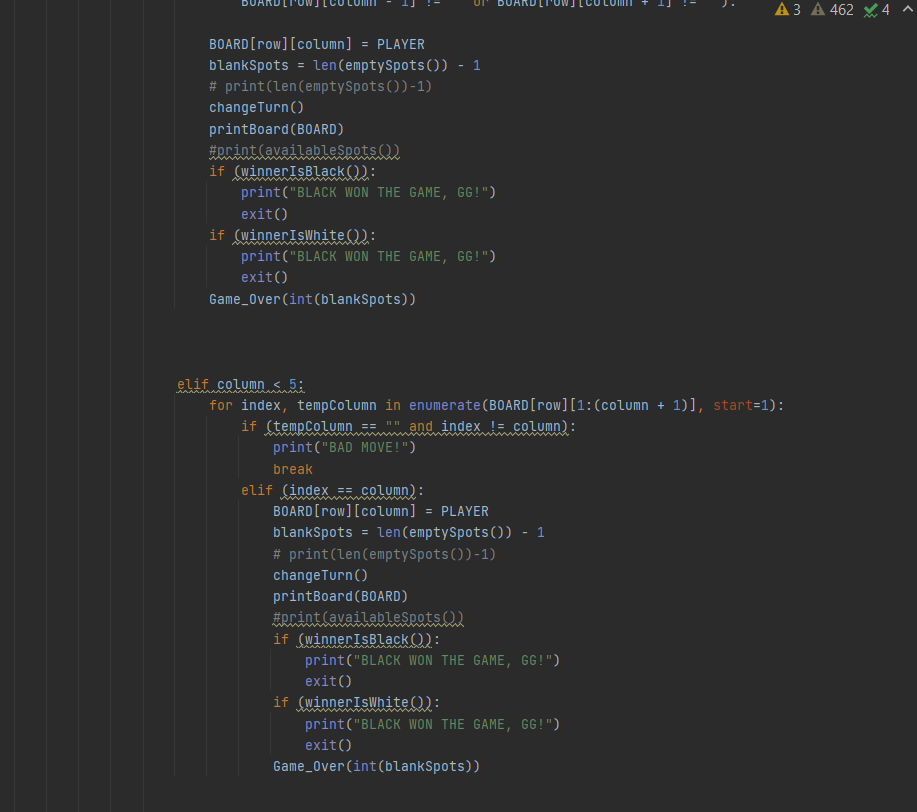 BOARD[row][column - 1] != " " or BOARD[row][column + 1] != " "):
3 462 4
BOARD[row][column] = PLAYER
blankSpots = len(emptySpots()) - 1
# print(len(emptySpots())-1)
changeTurn()
printBoard(BOARD)
#print(availableSpots())
if (winnerIsBlack()):
print("BLACK WON THE GAME, GG!")
exit()
if (winnerIsWhite()):
print("BLACK WON THE GAME, GG!")
exit()
Game_Over(int(blankSpots))
elif column < 5:
for index, tempColumn in enumerate(BOARD[row][1:(column + 1)], start=1):
if (tempColumn == "" and index != column):
print("BAD MOVE!")
break
elif (index == column):
BOARD[row][column] = PLAYER
blankSpots = len(emptySpots()) - 1
# print(len(emptySpots())-1)
changeTurn()
printBoard(BOARD)
#print(availableSpots())
if (winnerIsBlack()):
print("BLACK WON THE GAME, GG!")
exit()
if (winnerIsWhite()):
print("BLACK WON THE GAME, GG!")
exit()
Game_Over(int(blankSpots))